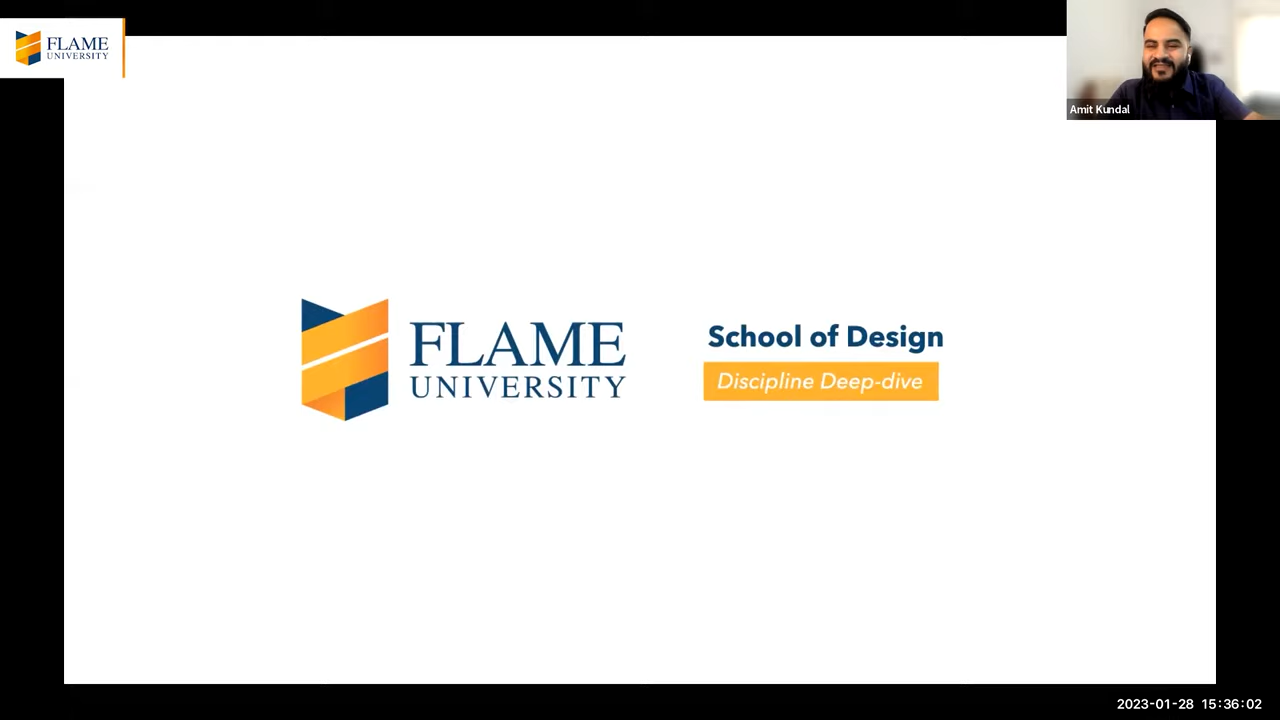 FLAME
UNIVERSITY
Amit Kundal
FLAME
UNIVERSITY
School of Design
Discipline Deep-dive
2023-01-28 15:36:02